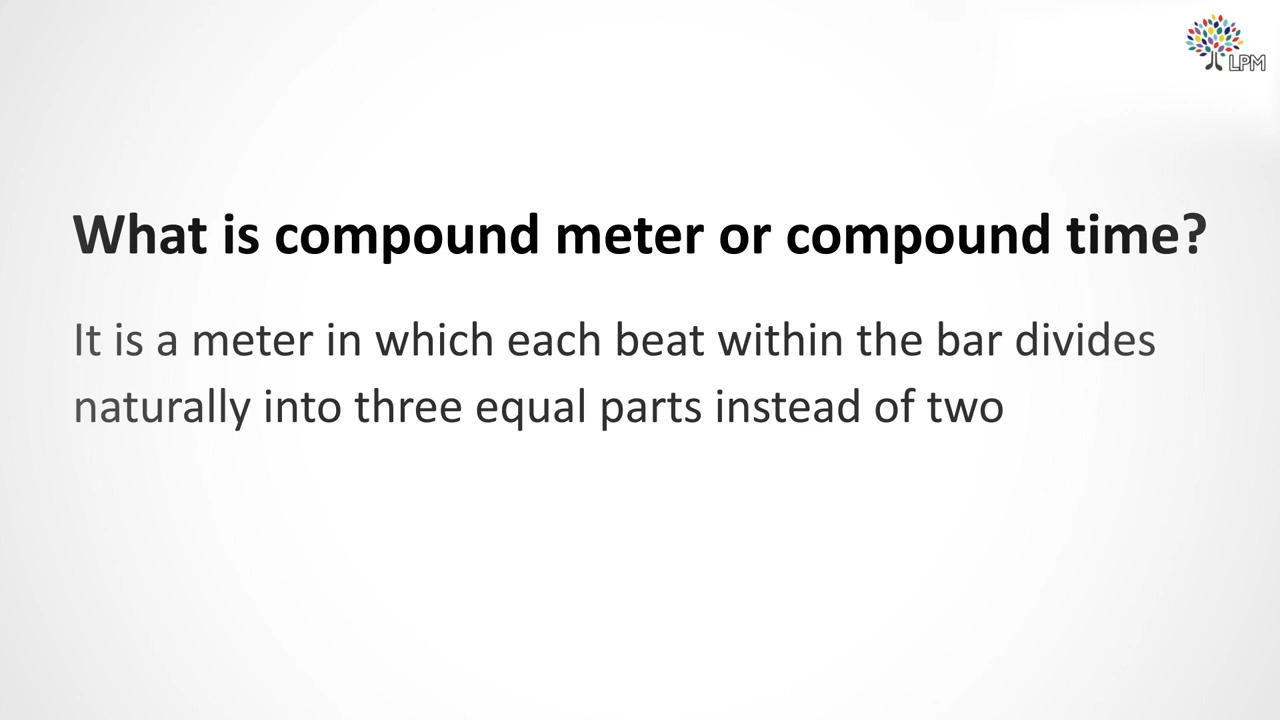 LPM
What is compound meter or compound time?
It is a meter in which each beat within the bar divides
naturally into three equal parts instead of two